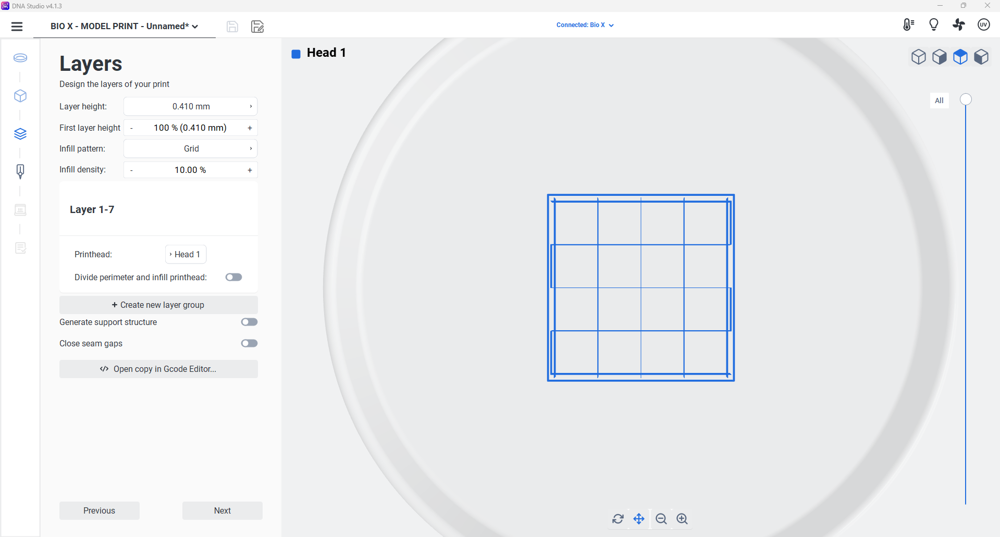 DNA Studio v4.1.3
BIO X - MODEL PRINT - Unnamed*
Connected: Bio X
UV
Layers
Design the layers of your print
Layer height: 0.410 mm
First layer height - 100 % (0.410 mm) +
Infill pattern: Grid
Infill density: - 10.00 % +
Layer 1-7
Printhead: Head 1
Divide perimeter and infill printhead:
+ Create new layer group
Generate support structure
Close seam gaps
</> Open copy in Gcode Editor...
Previous Next
Head 1
All